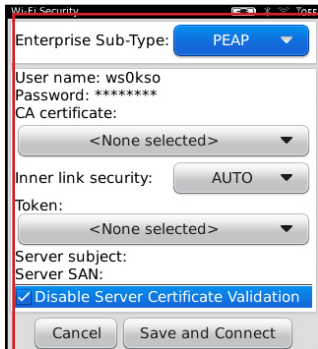 Wi-Fi Security OFF
Enterprise Sub-Type: PEAP
User name: ws0kso
Password: ********
CA certificate:
<None selected>
Inner link security: AUTO
Token:
<None selected>
Server subject:
Server SAN:
Disable Server Certificate Validation
Cancel Save and Connect